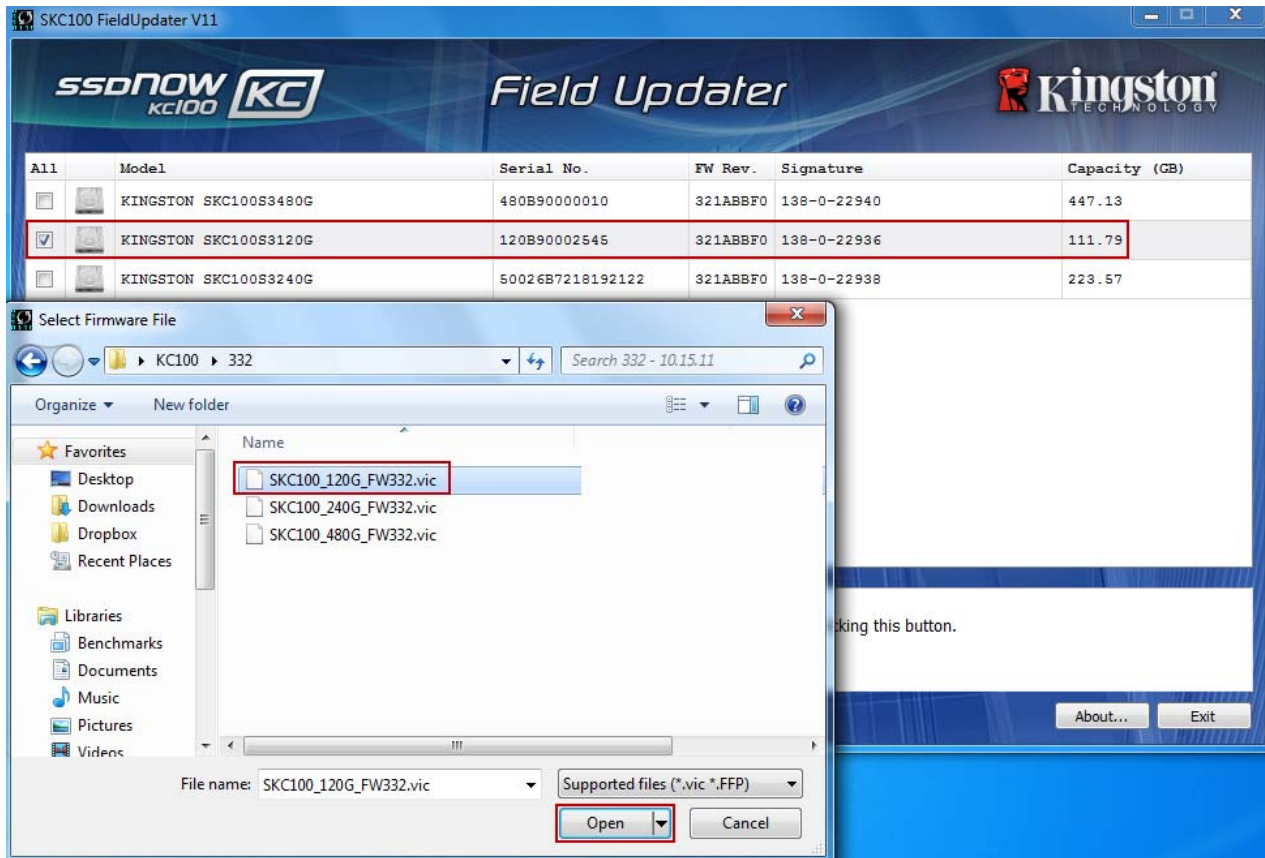 SKC100 FieldUpdater V11
ssdnow KC100 KC Field Updater Kingston TECHNOLOGY
All Model Serial No. FW Rev. Signature Capacity (GB)
KINGSTON SKC100S3480G 480B90000010 321ABBF0 138-0-22940 447.13
KINGSTON SKC100S3120G 120B90002545 321ABBF0 138-0-22936 111.79
KINGSTON SKC100S3240G 50026B7218192122 321ABBF0 138-0-22938 223.57
Select Firmware File
KC100 332 Search 332 - 10.15.11
Organize New folder
Favorites
Desktop
Downloads
Dropbox
Recent Places
Libraries
Benchmarks
Documents
Music
Pictures
Videos
Name
SKC100_120G_FW332.vic
SKC100_240G_FW332.vic
SKC100_480G_FW332.vic
this button.
About... Exit
File name: SKC100_120G_FW332.vic Supported files (*.vic *.FFP)
Open Cancel